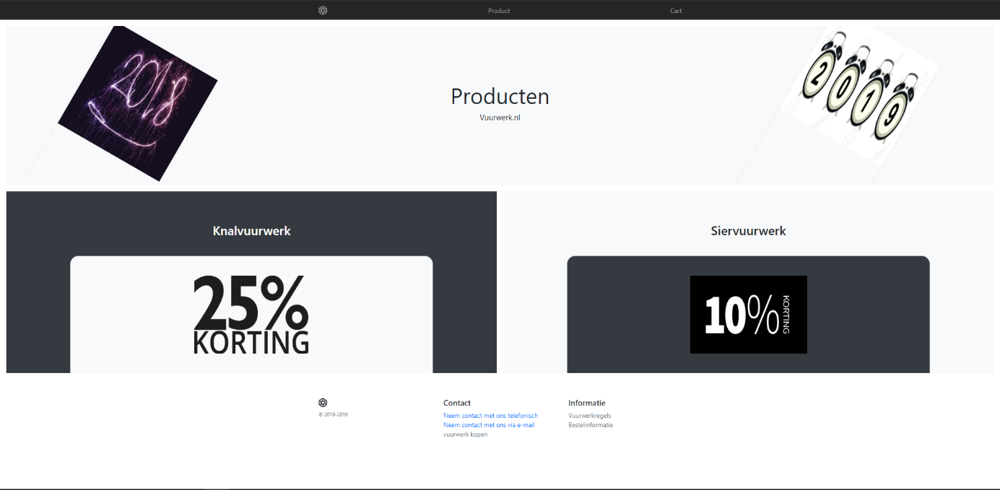 Product
Cart
2018
2019
Producten
Vuurwerk.nl
Knalvuurwerk
Siervuurwerk
25%
KORTING
10%
KORTING
Contact
Informatie
© 2018-2019
Neem contact met ons telefonisch
Vuurwerkregels
Neem contact met ons via e-mail
Bestelinformatie
vuurwerk kopen